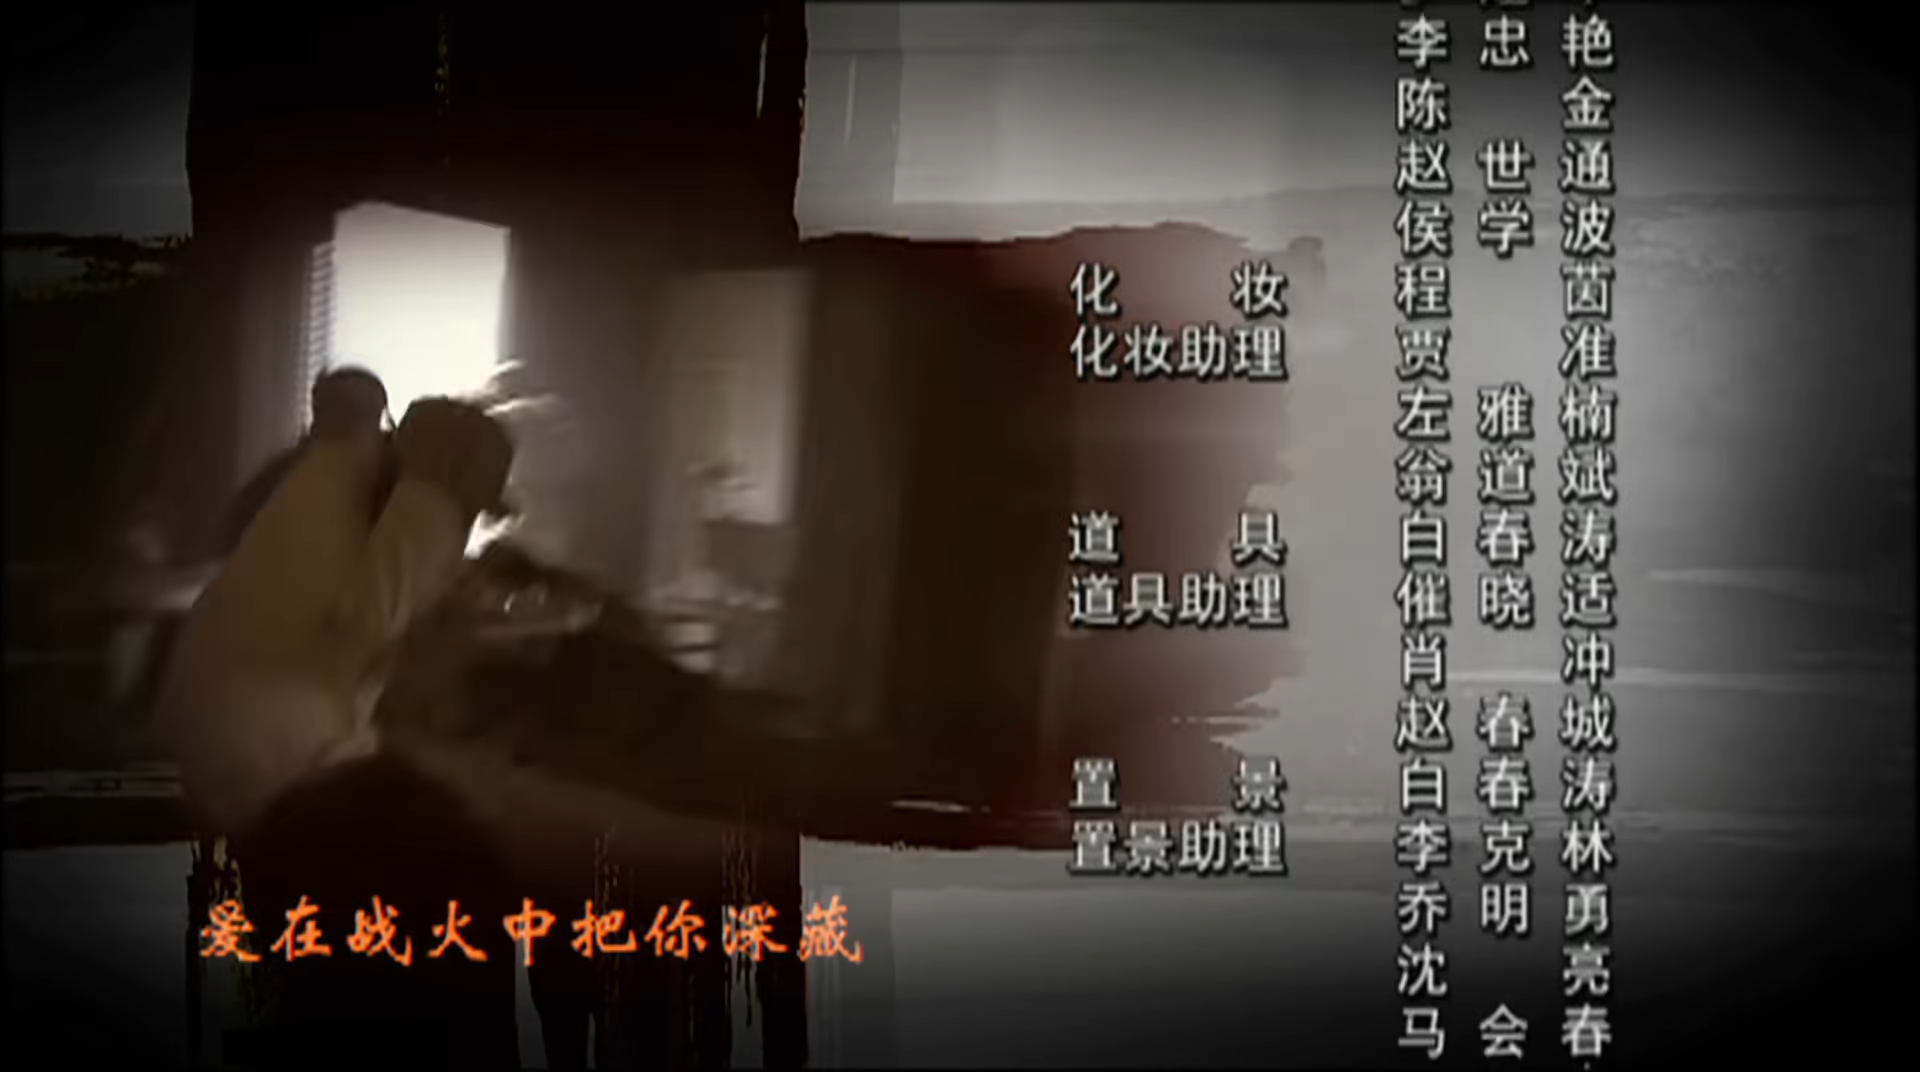 李忠艳
陈 金
赵世通
侯学波
化 妆 程 茵
化妆助理 贾 准
左雅楠
翁道斌
道 具 白春涛
道具助理 催晓适
肖 冲
赵春城
置 景 白春涛
置景助理 李克林
乔明勇
沈 亮
马会春
爱在战火中把你深藏